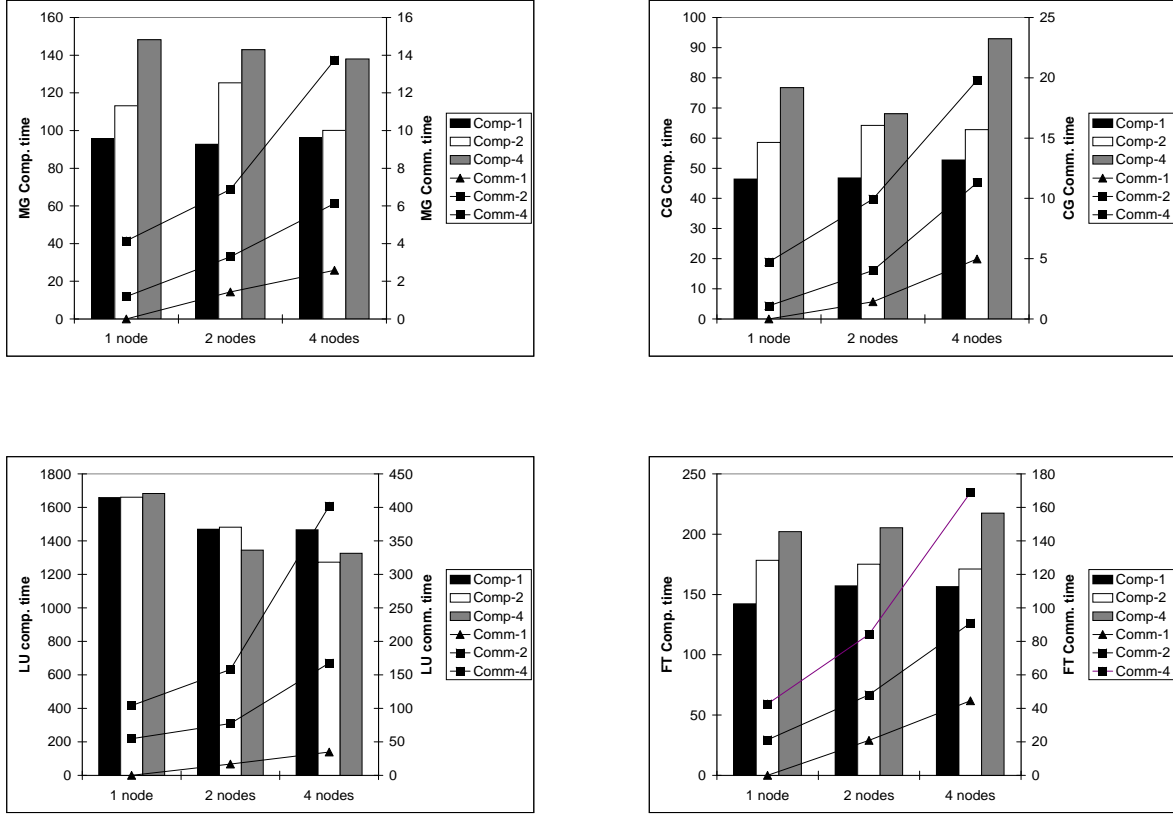 160
140
120
100
80
60
40
20
0
MG Comp. time
16
14
12
10
8
6
4
2
0
MG Comm. time
1 node
2 nodes
4 nodes
Comp-1
Comp-2
Comp-4
Comm-1
Comm-2
Comm-4
100
90
80
70
60
50
40
30
20
10
0
CG Comp. time
25
20
15
10
5
0
CG Comm. time
1 node
2 nodes
4 nodes
Comp-1
Comp-2
Comp-4
Comm-1
Comm-2
Comm-4
1800
1600
1400
1200
1000
800
600
400
200
0
LU comp. time
450
400
350
300
250
200
150
100
50
0
LU comm. time
1 node
2 nodes
4 nodes
Comp-1
Comp-2
Comp-4
Comm-1
Comm-2
Comm-4
250
200
150
100
50
0
FT Comp. time
180
160
140
120
100
80
60
40
20
0
FT Comm. time
1 node
2 nodes
4 nodes
Comp-1
Comp-2
Comp-4
Comm-1
Comm-2
Comm-4